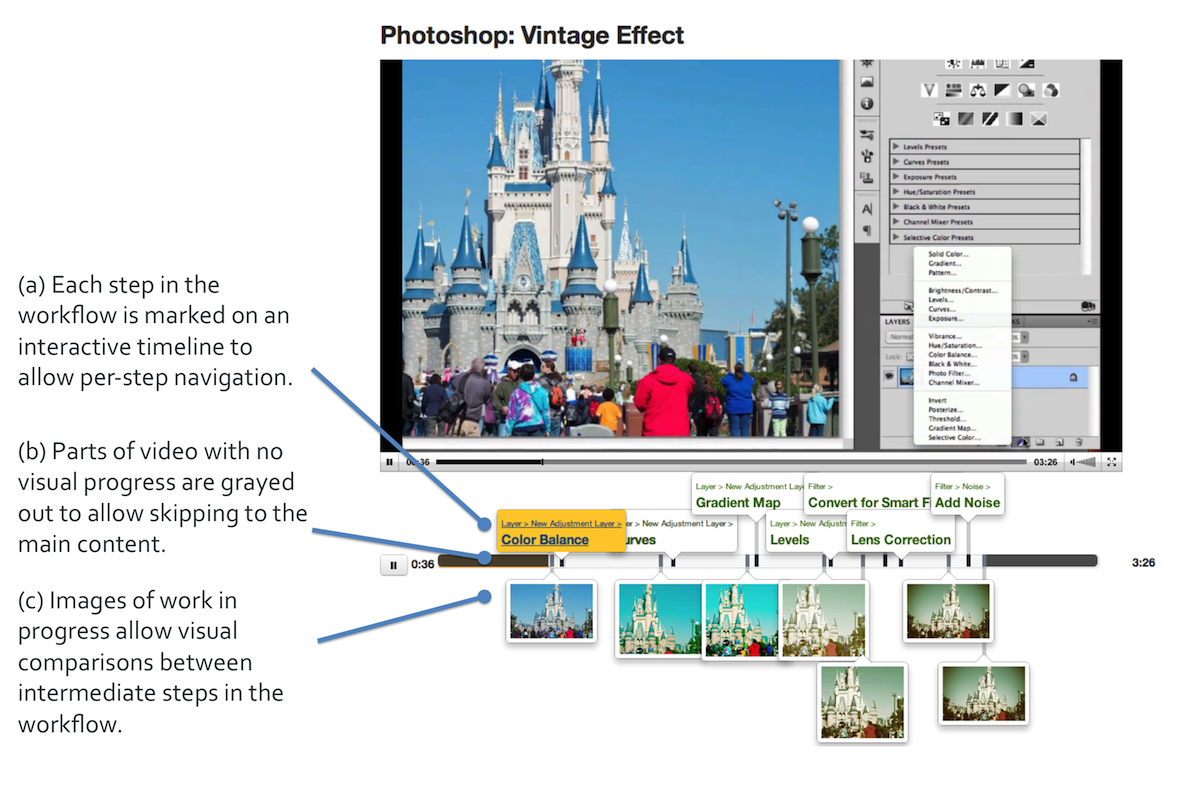 Photoshop: Vintage Effect
Levels Presets
Curves Presets
Exposure Presets
Hue/Saturation Presets
Black & White Presets
Channel Mixer Presets
Selective Color Presets
Solid Color...
Gradient...
Pattern...
Brightness/Contrast...
Levels...
Curves...
Exposure...
Vibrance...
Hue/Saturation...
Color Balance...
Black & White...
Photo Filter...
Channel Mixer...
Invert
Posterize...
Threshold...
Gradient Map...
Selective Color...
LAYERS
Normal
Lock:
00:36
03:26
(a) Each step in the
workflow is marked on an
interactive timeline to
allow per-step navigation.
(b) Parts of video with no
visual progress are grayed
out to allow skipping to the
main content.
(c) Images of work in
progress allow visual
comparisons between
intermediate steps in the
workflow.
Layer > New Adjustment Lay
Gradient Map
Filter >
Convert for Smart F
Filter > Noise >
Add Noise
Layer > New Adjustment Layer >
Color Balance
er > New Adjustment Layer >
urves
Layer > New Adjustm
Levels
Filter >
Lens Correction
0:36
3:26